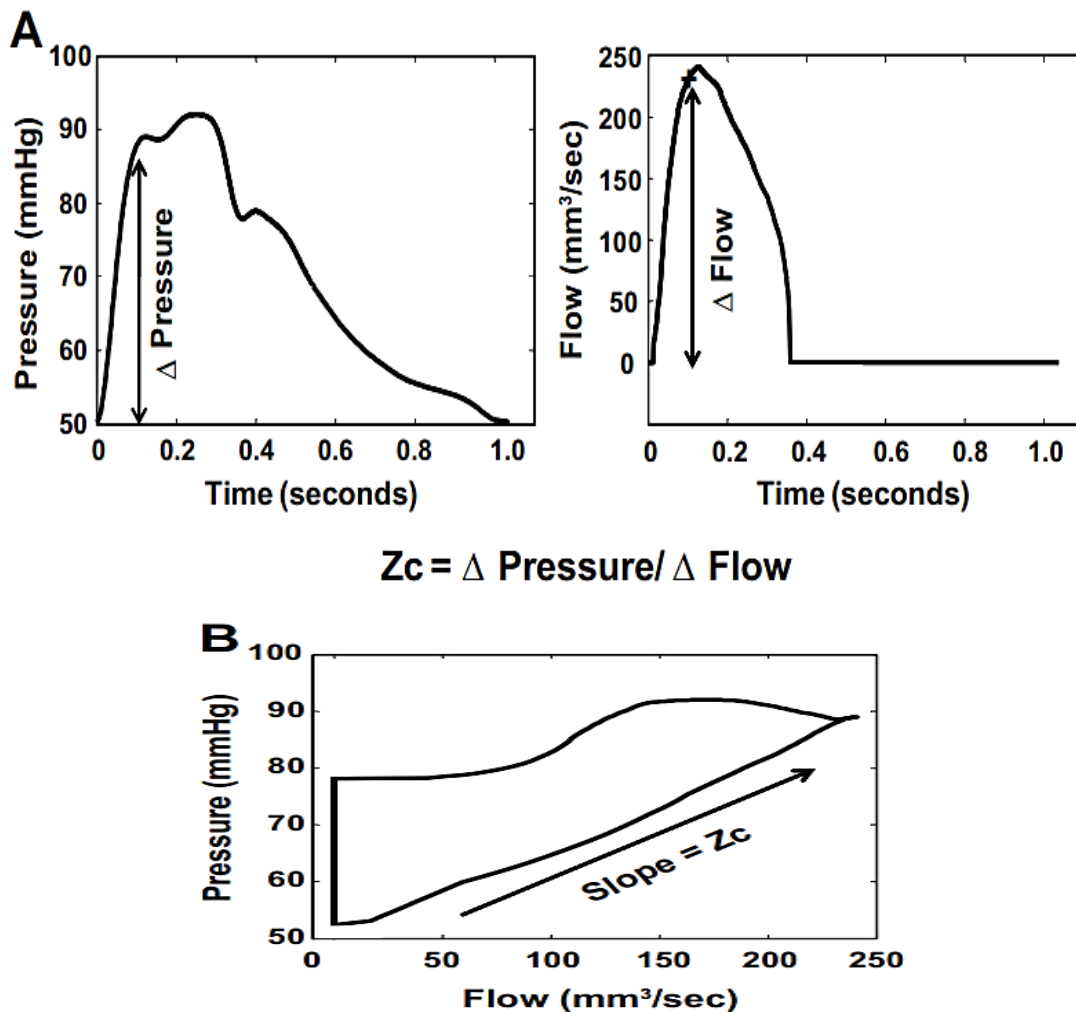 A
Pressure (mmHg)
100
90
80
70
60
50
Δ Pressure
0 0.2 0.4 0.6 0.8 1.0
Time (seconds)
Flow (mm³/sec)
250
200
150
100
50
0
Δ Flow
0 0.2 0.4 0.6 0.8 1.0
Time (seconds)
Zc = Δ Pressure/ Δ Flow
B
Pressure (mmHg)
100
90
80
70
60
50
Slope = Zc
0 50 100 150 200 250
Flow (mm³/sec)